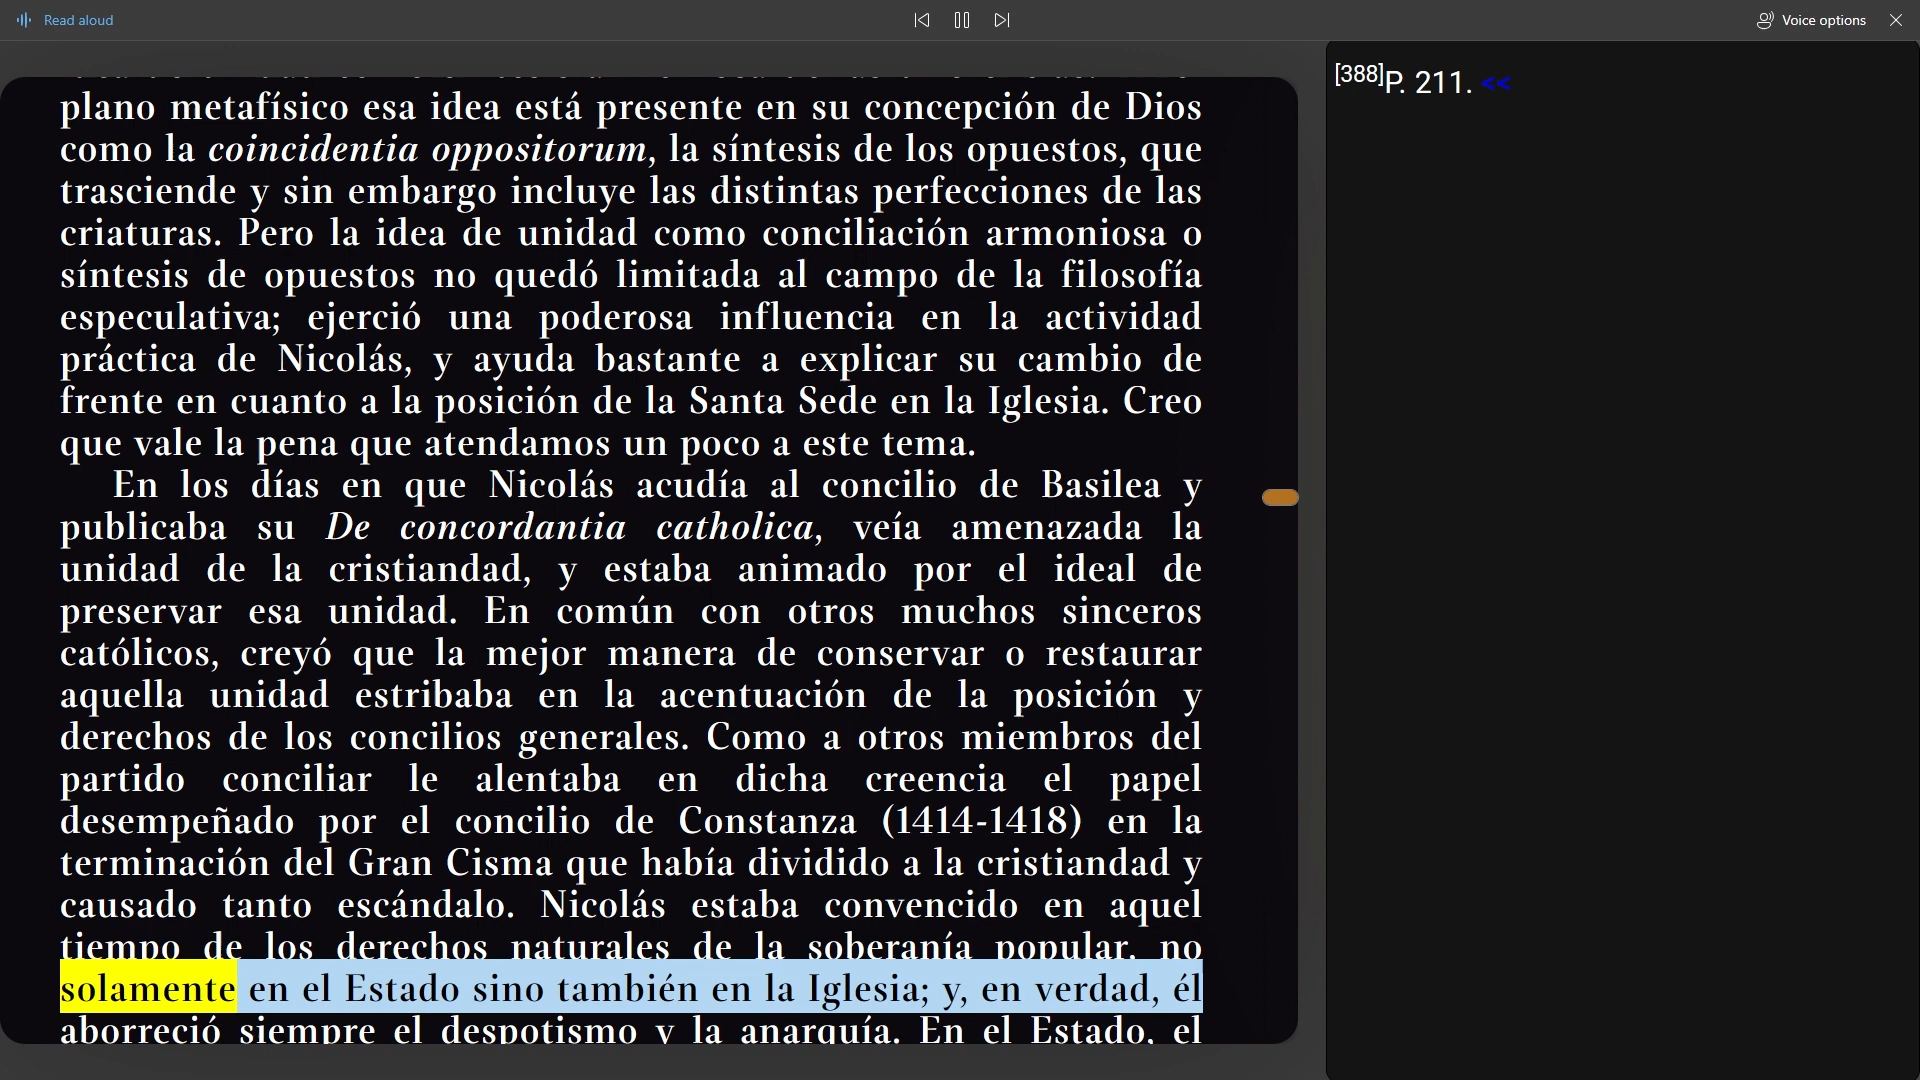 Read aloud
Voice options
plano metafísico esa idea está presente en su concepción de Dios
como la coincidentia oppositorum, la síntesis de los opuestos, que
trasciende y sin embargo incluye las distintas perfecciones de las
criaturas. Pero la idea de unidad como conciliación armoniosa o
síntesis de opuestos no quedó limitada al campo de la filosofía
especulativa; ejerció una poderosa influencia en la actividad
práctica de Nicolás, y ayuda bastante a explicar su cambio de
frente en cuanto a la posición de la Santa Sede en la Iglesia. Creo
que vale la pena que atendamos un poco a este tema.
En los días en que Nicolás acudía al concilio de Basilea y
publicaba su De concordantia catholica, veía amenazada la
unidad de la cristiandad, y estaba animado por el ideal de
preservar esa unidad. En común con otros muchos sinceros
católicos, creyó que la mejor manera de conservar o restaurar
aquella unidad estribaba en la acentuación de la posición y
derechos de los concilios generales. Como a otros miembros del
partido conciliar le alentaba en dicha creencia el papel
desempeñado por el concilio de Constanza (1414-1418) en la
terminación del Gran Cisma que había dividido a la cristiandad y
causado tanto escándalo. Nicolás estaba convencido en aquel
tiempo de los derechos naturales de la soberanía popular, no
solamente en el Estado sino también en la Iglesia; y, en verdad, él
aborreció siempre el despotismo y la anarquía. En el Estado, el
[388]P. 211. <<